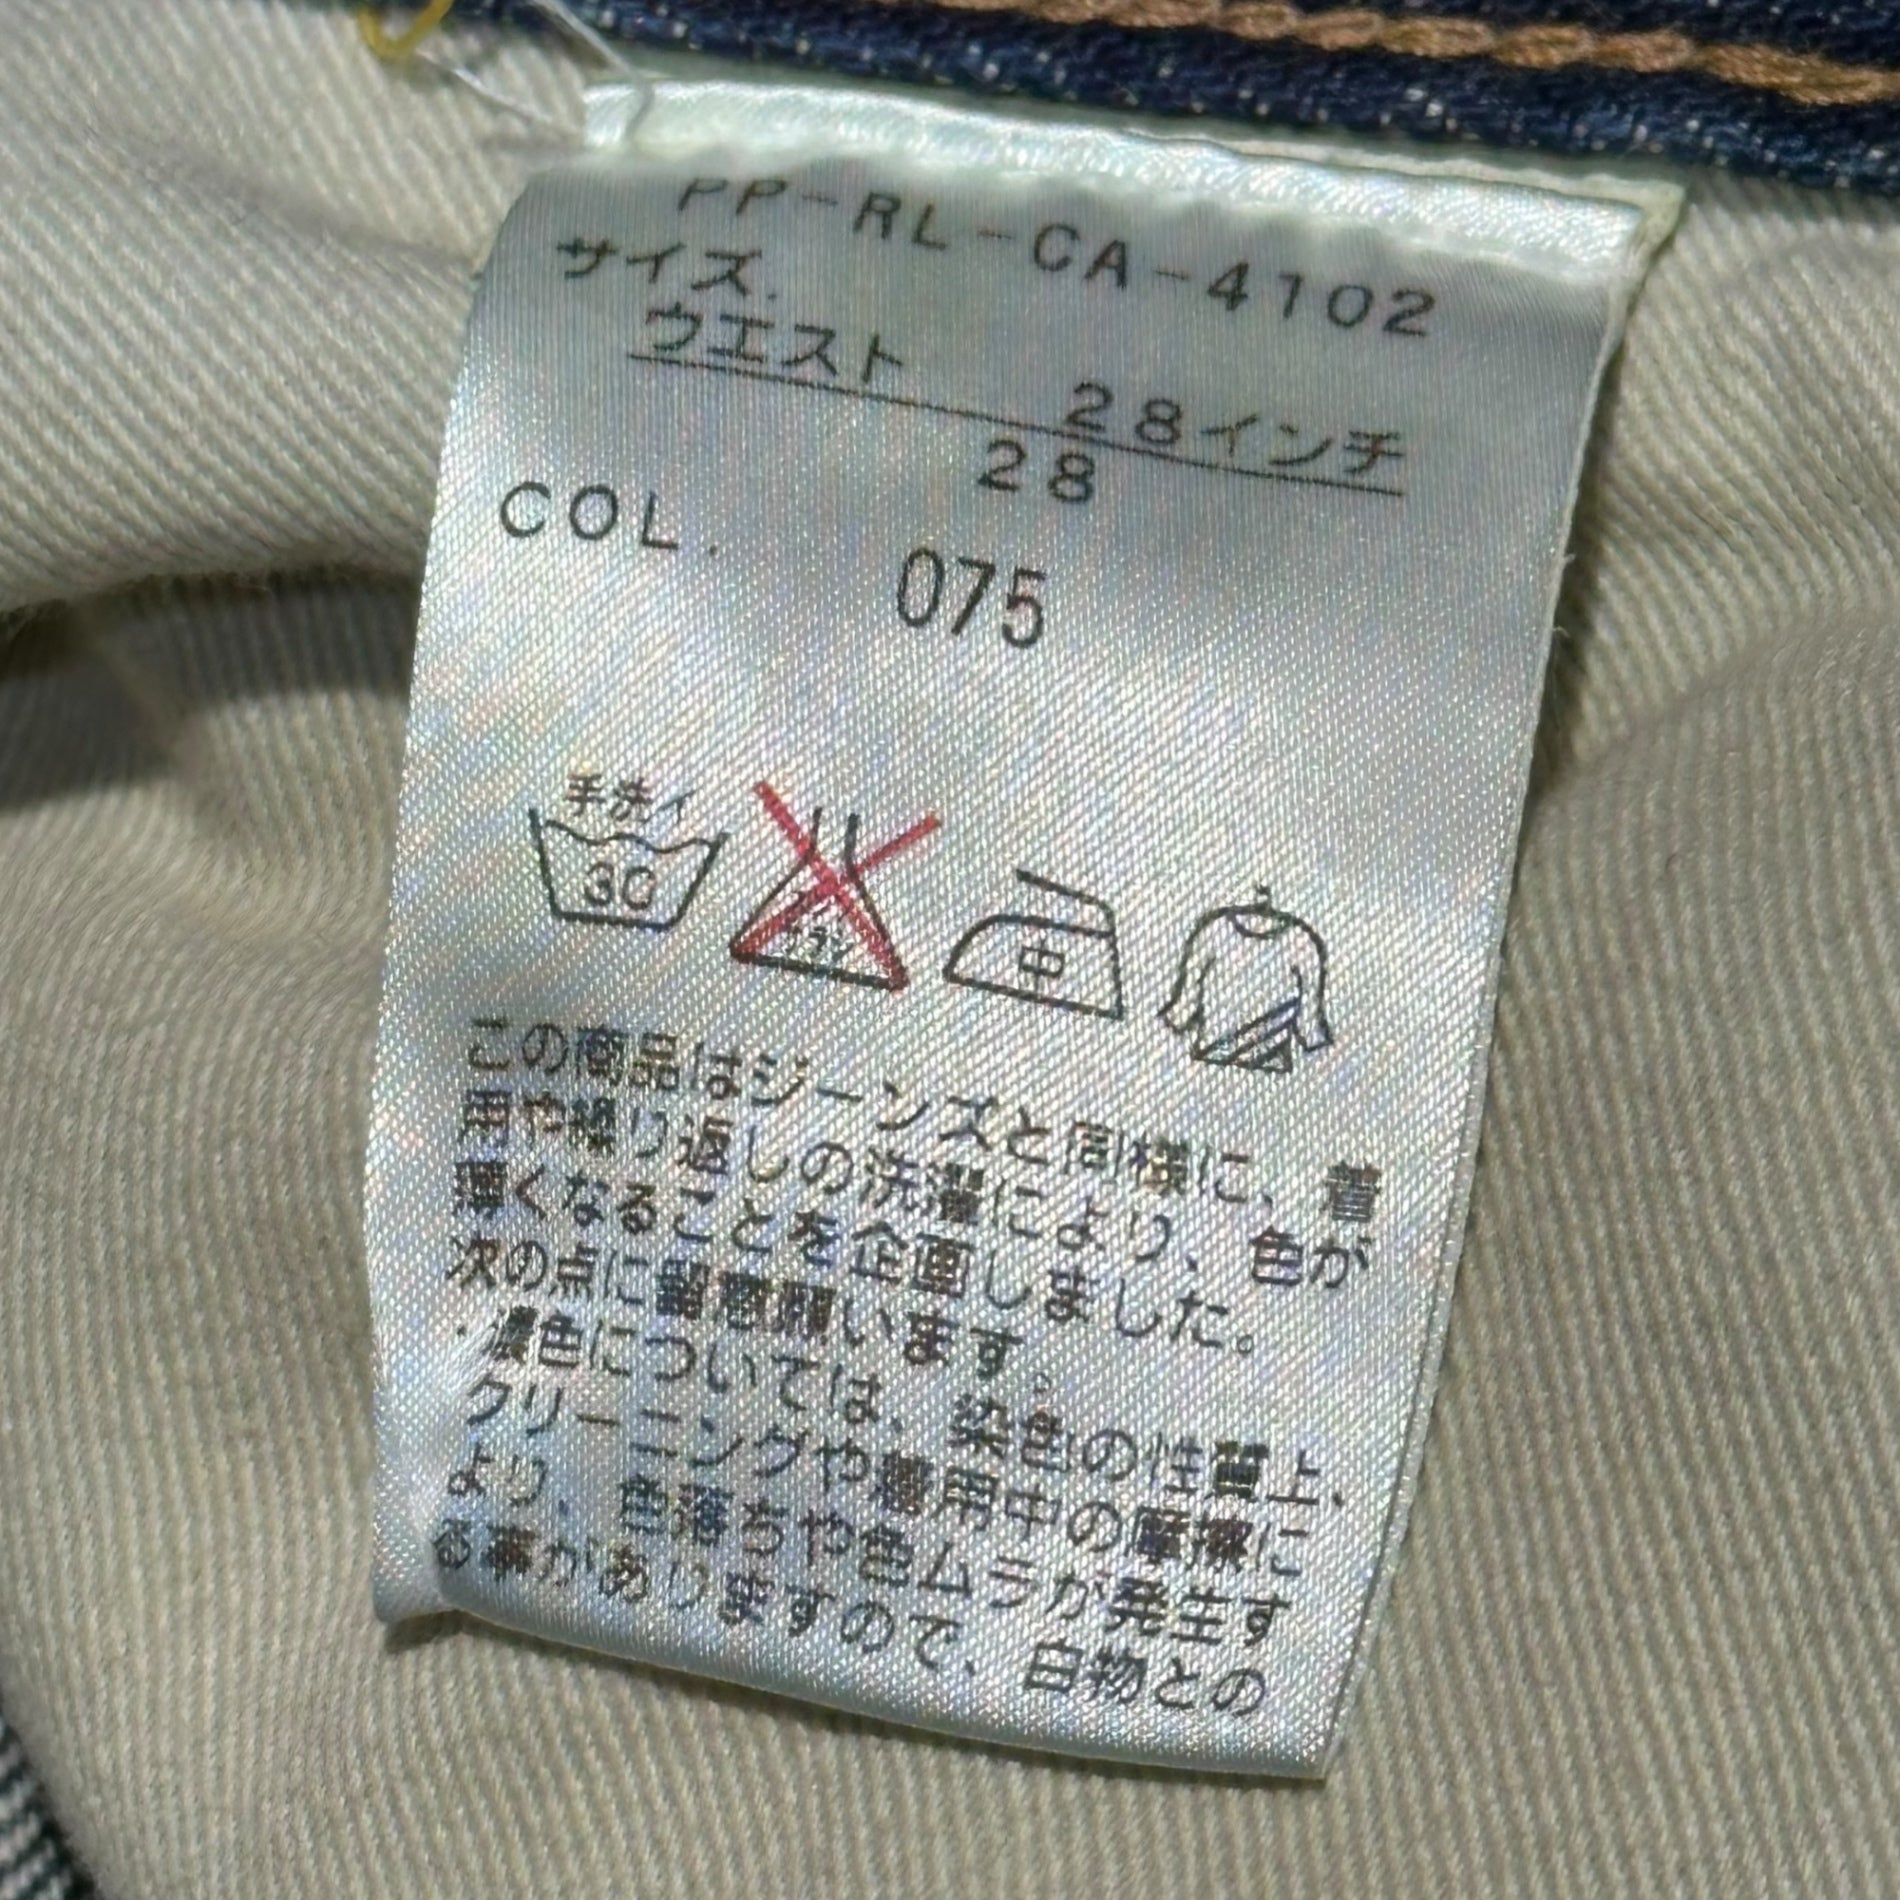 PP-RL-CA-4102
サイズ.
ウエスト 28インチ
28
COL. 075
手洗イ
30
中
この商品はジーンズと同様に、着
用や繰り返しの洗濯により、色が
薄くなることを企画しました。
次の点に留意願います。
・濃色については、染色の性質上、
クリーニングや着用中の摩擦に
より、色落ちや色ムラが発生す
る事がありますので、白物との